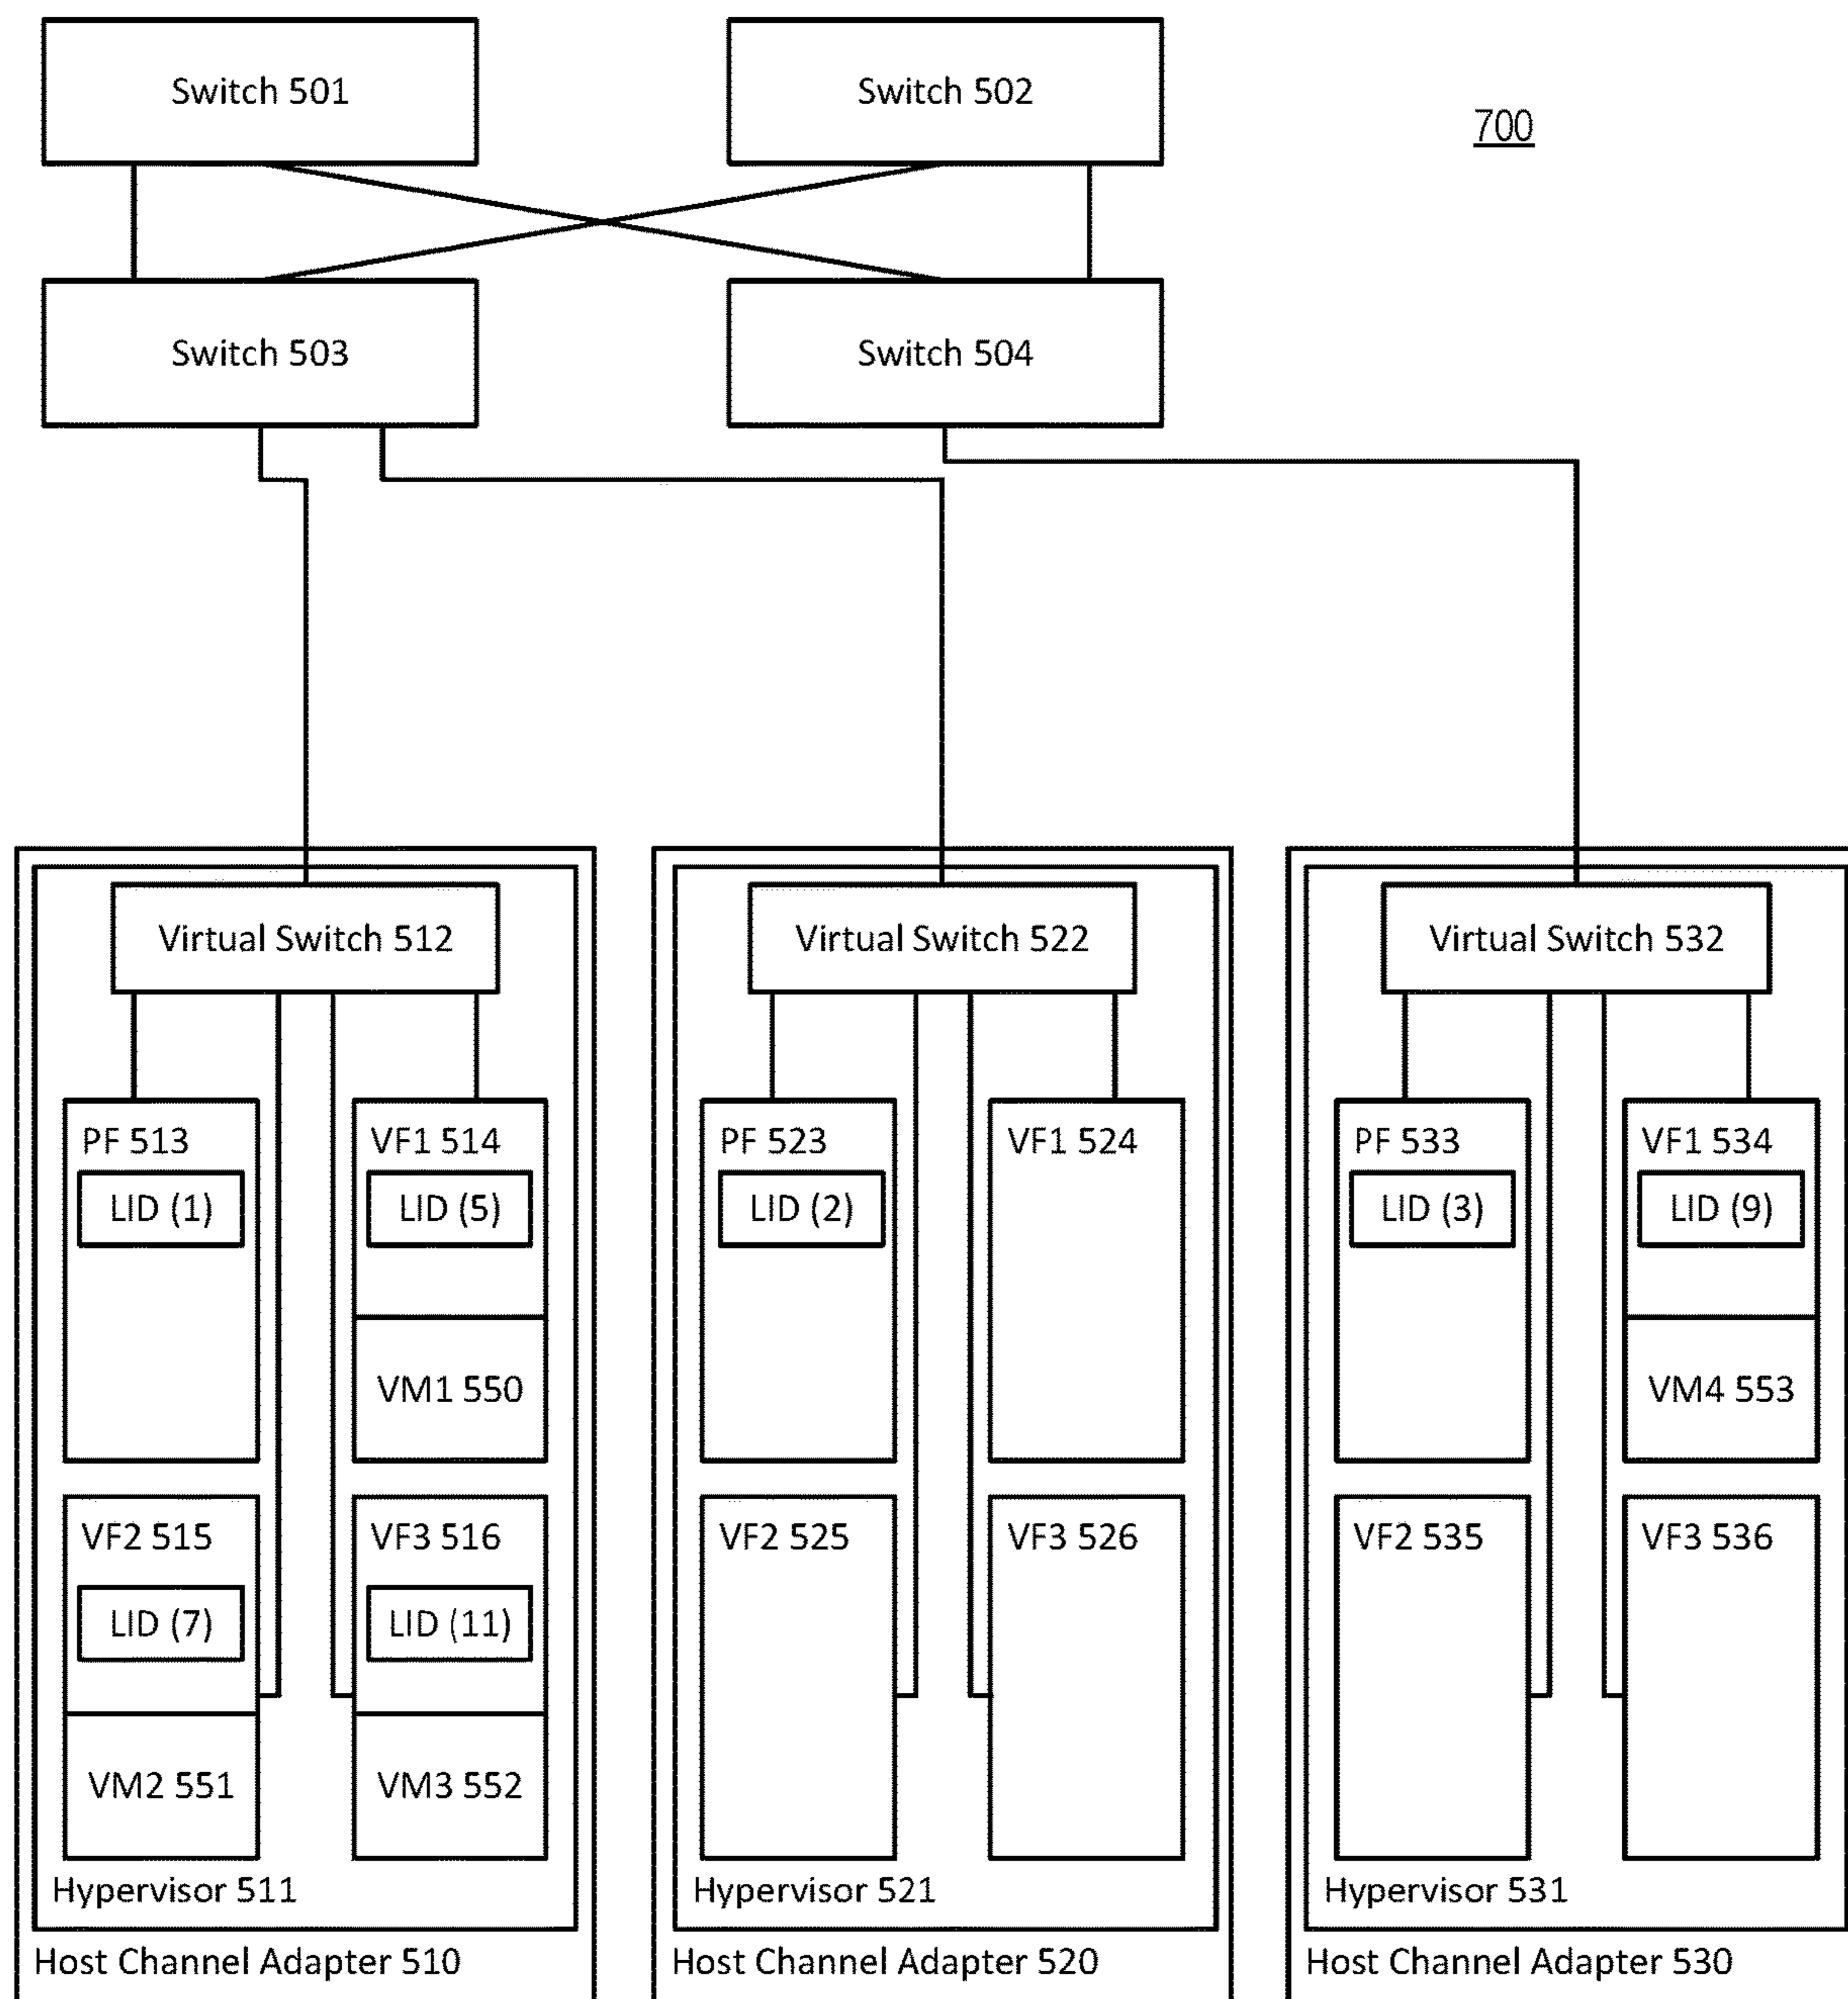 Switch 501
Switch 502
700
Switch 503
Switch 504
Virtual Switch 512
PF 513
LID (1)
VF1 514
LID (5)
VM1 550
VF2 515
LID (7)
VM2 551
VF3 516
LID (11)
VM3 552
Hypervisor 511
Host Channel Adapter 510
Virtual Switch 522
PF 523
LID (2)
VF1 524
VF2 525
VF3 526
Hypervisor 521
Host Channel Adapter 520
Virtual Switch 532
PF 533
LID (3)
VF1 534
LID (9)
VM4 553
VF2 535
VF3 536
Hypervisor 531
Host Channel Adapter 530